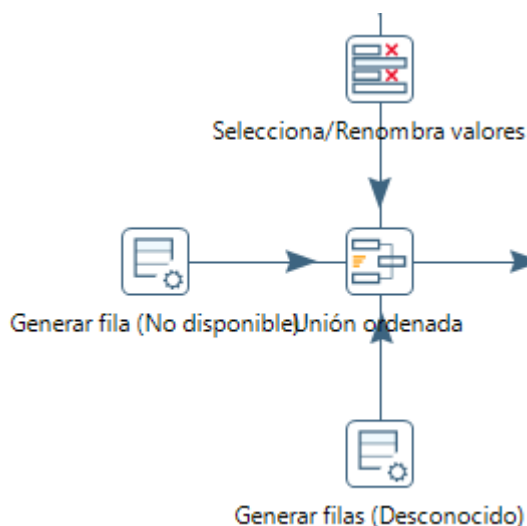 Selecciona/Renombra valores
Generar fila (No disponible)
Unión ordenada
Generar filas (Desconocido)